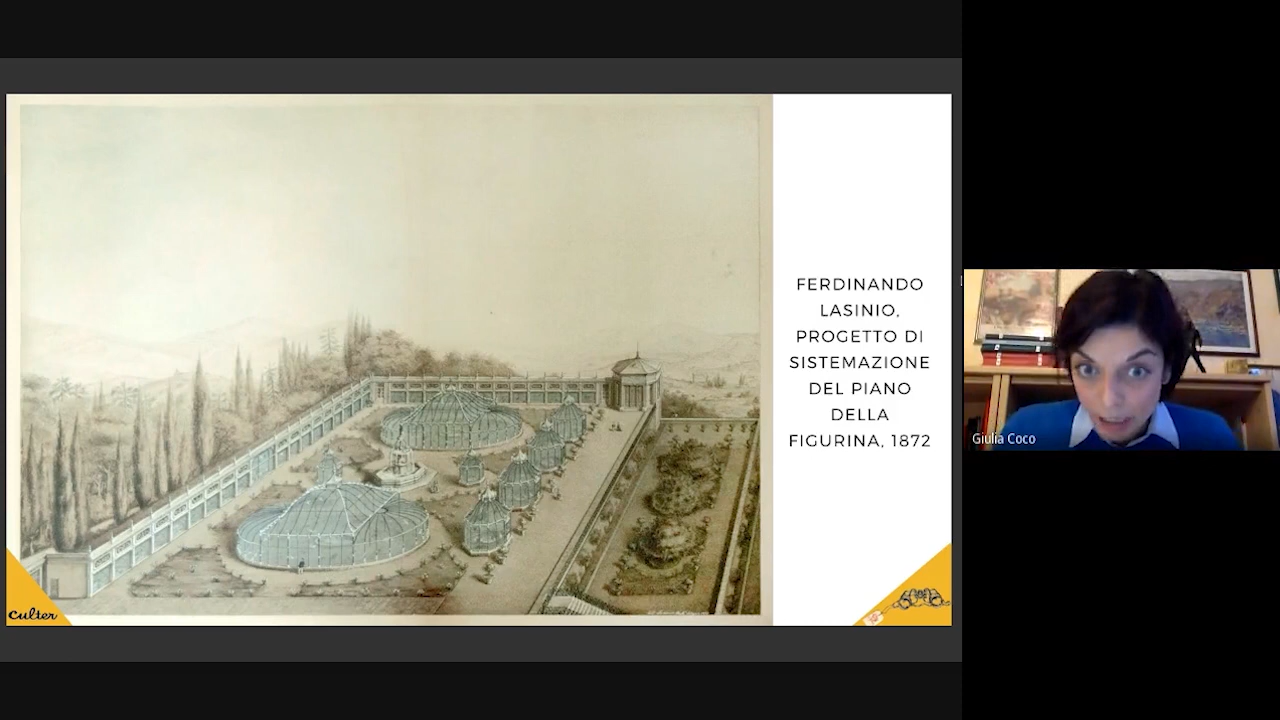 FERDINANDO
LASINIO,
PROGETTO DI
SISTEMAZIONE
DEL PIANO
DELLA
FIGURINA, 1872
Giulia Coco
culter